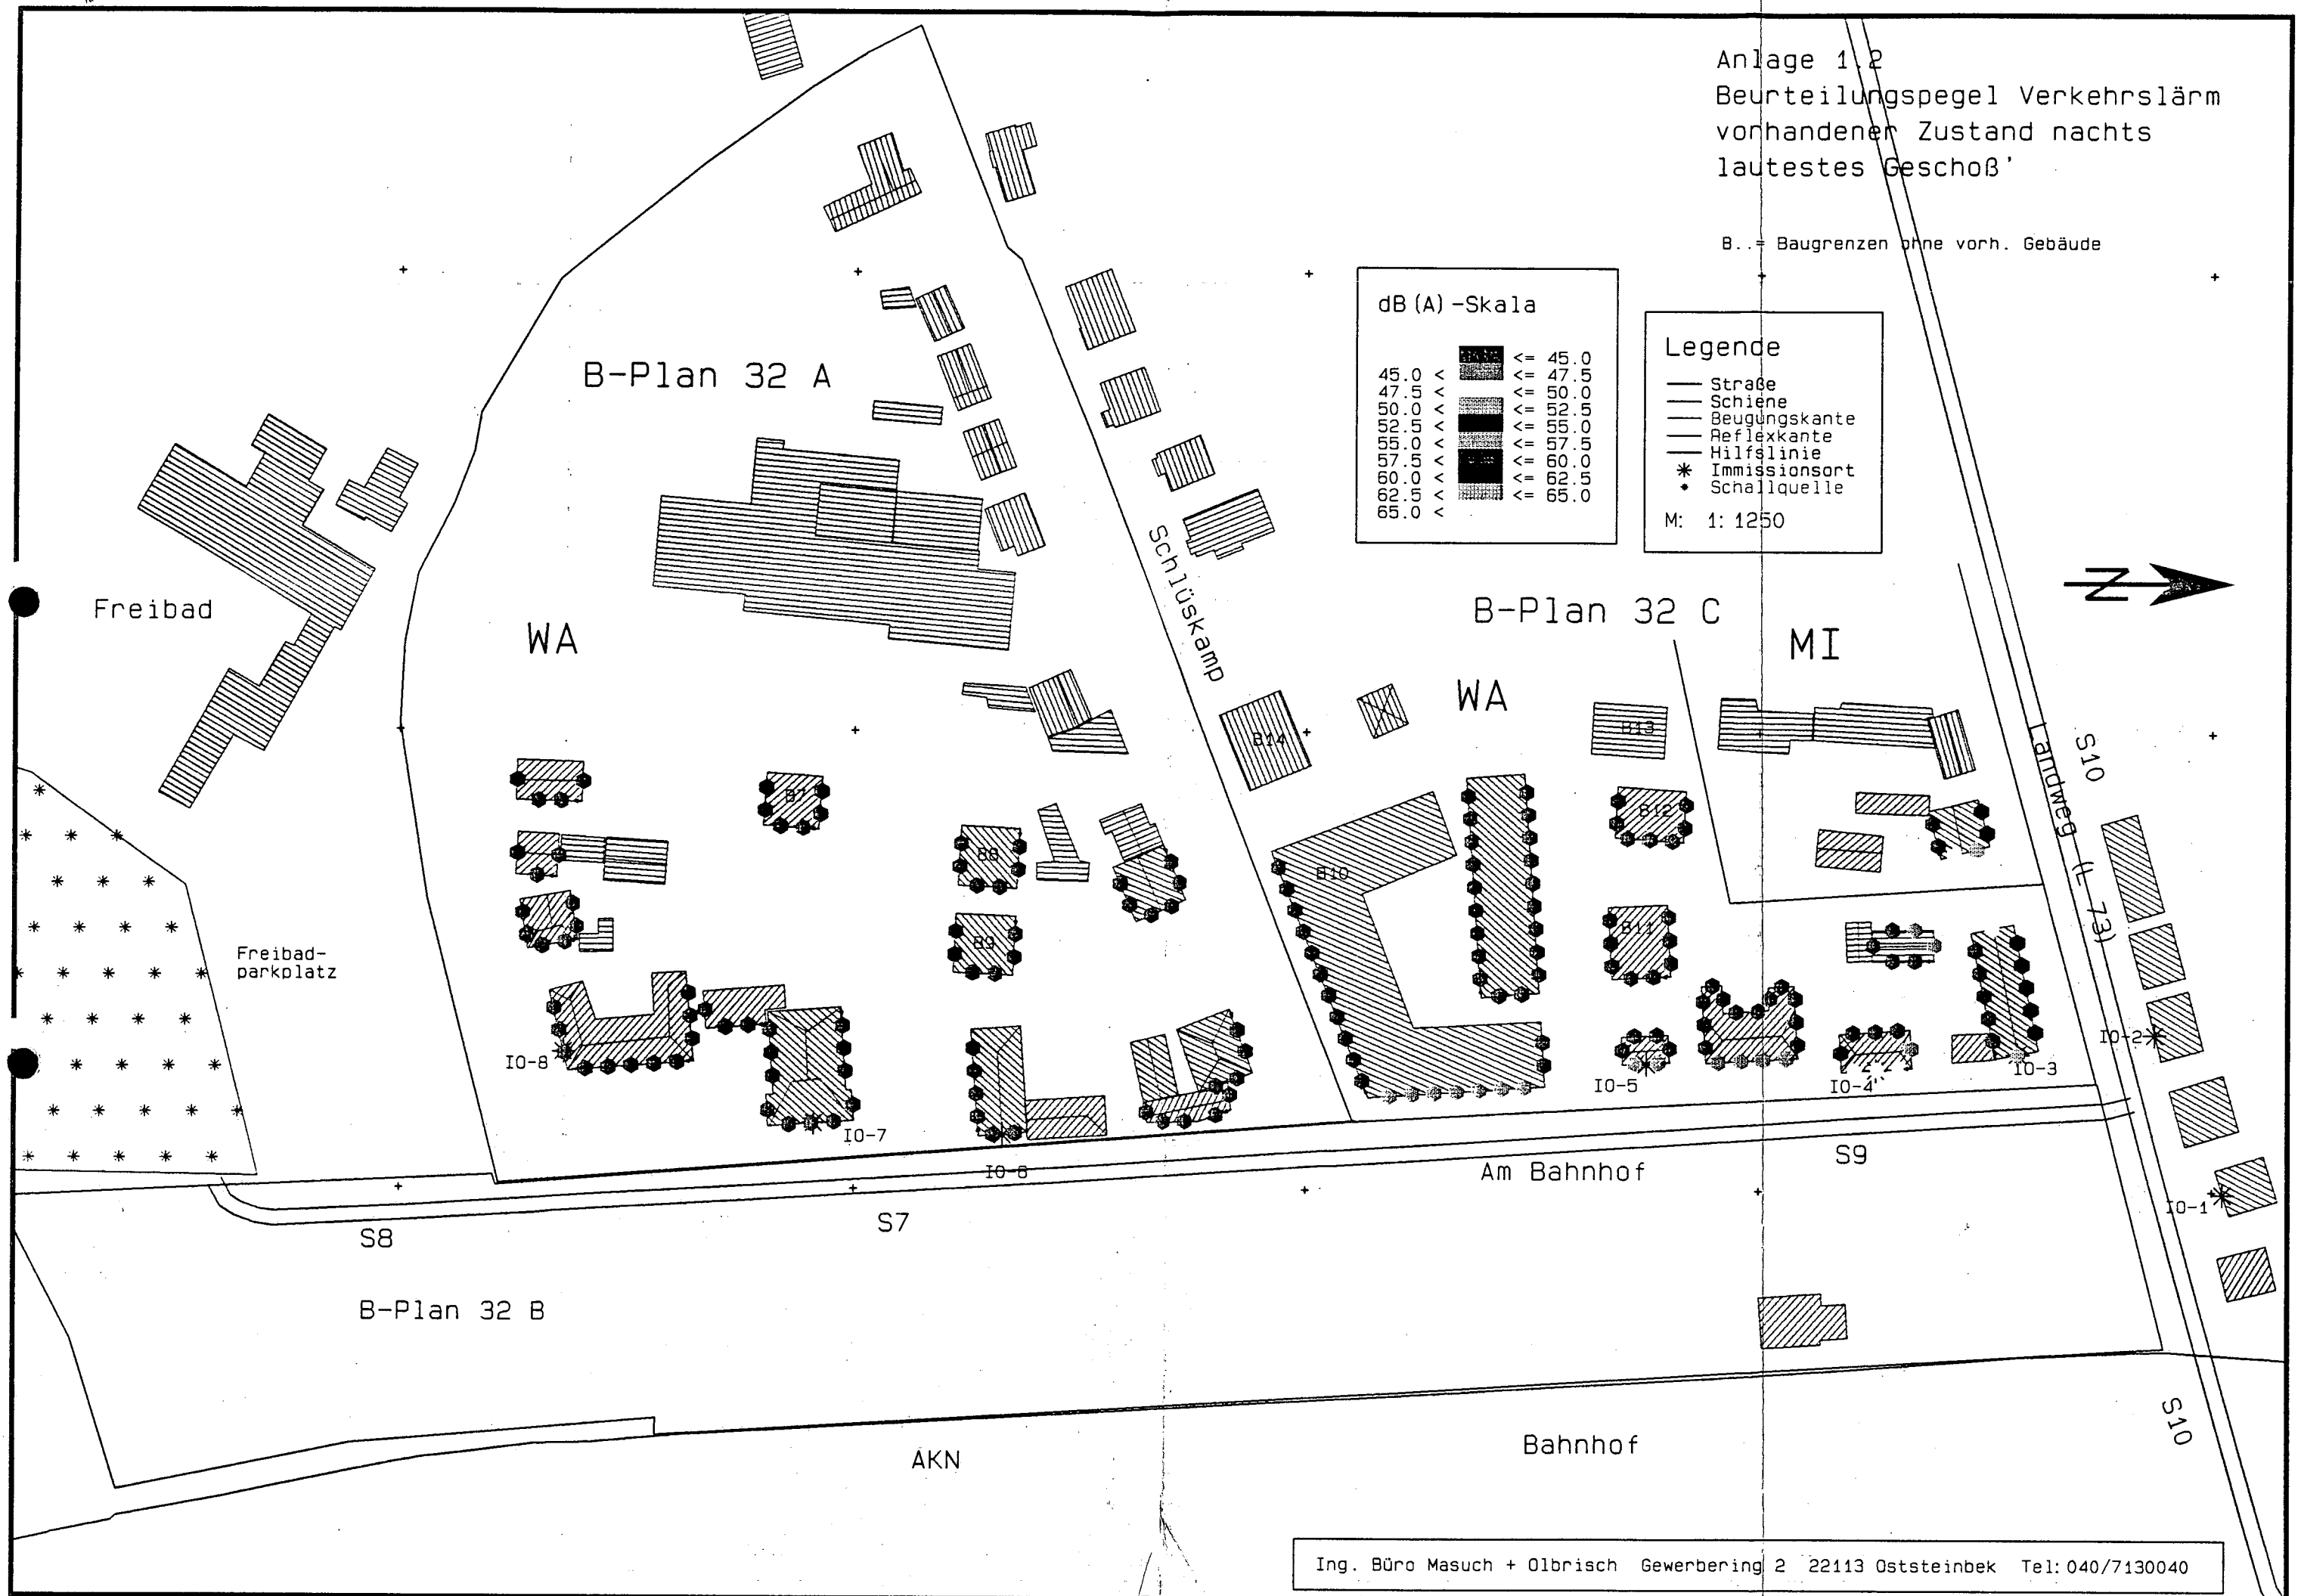 Anlage 1.2
Beurteilungspegel Verkehrslärm
vorhandener Zustand nachts
lautestes Geschoß'
B..= Baugrenzen ohne vorh. Gebäude
dB(A)-Skala
<= 45.0
45.0 < <= 47.5
47.5 < <= 50.0
50.0 < <= 52.5
52.5 < <= 55.0
55.0 < <= 57.5
57.5 < <= 60.0
60.0 < <= 62.5
62.5 < <= 65.0
65.0 <
Legende
Straße
Schiene
Beugungskante
Reflexkante
Hilfslinie
Immissionsort
Schallquelle
M: 1: 1250
N
B-Plan 32 A
Freibad
WA
Schlüskamp
B-Plan 32 C
MI
WA
S10
Landweg (L 73)
B14
B13
B7
B12
B8
B10
B9
B11
Freibad-
parkplatz
IO-8
IO-7
IO-6
IO-5
IO-4
IO-3
IO-2
IO-1
Am Bahnhof
S9
S8
S7
B-Plan 32 B
S10
AKN
Bahnhof
Ing. Büro Masuch + Olbrisch Gewerbering 2 22113 Oststeinbek Tel: 040/7130040